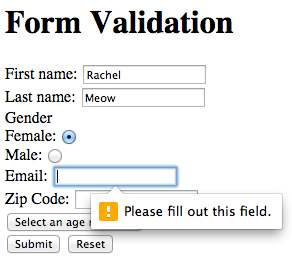 Form Validation
First name: Rachel
Last name: Meow
Gender
Female:
Male:
Email:
Zip Code:
Please fill out this field.
Select an age
Submit Reset